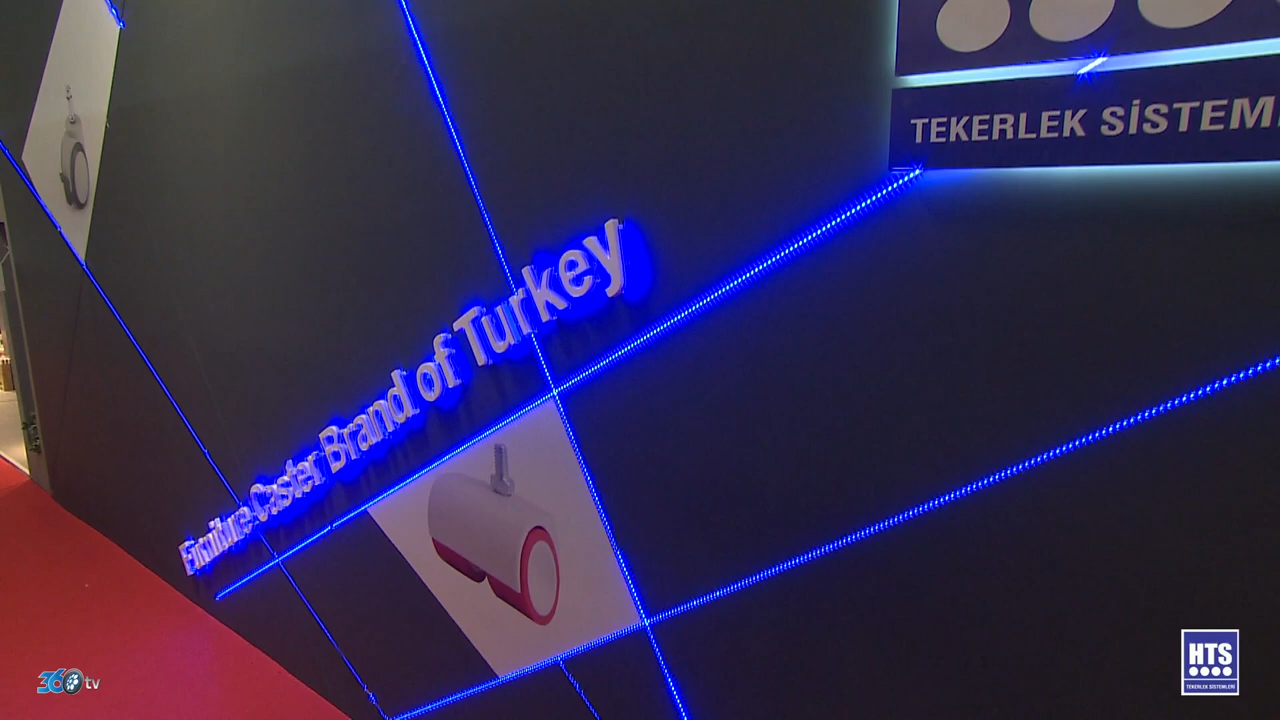 TEKERLEK SİSTEM
Furniture Caster Brand of Turkey
360 tv
HTS
TEKERLEK SİSTEMLERİ